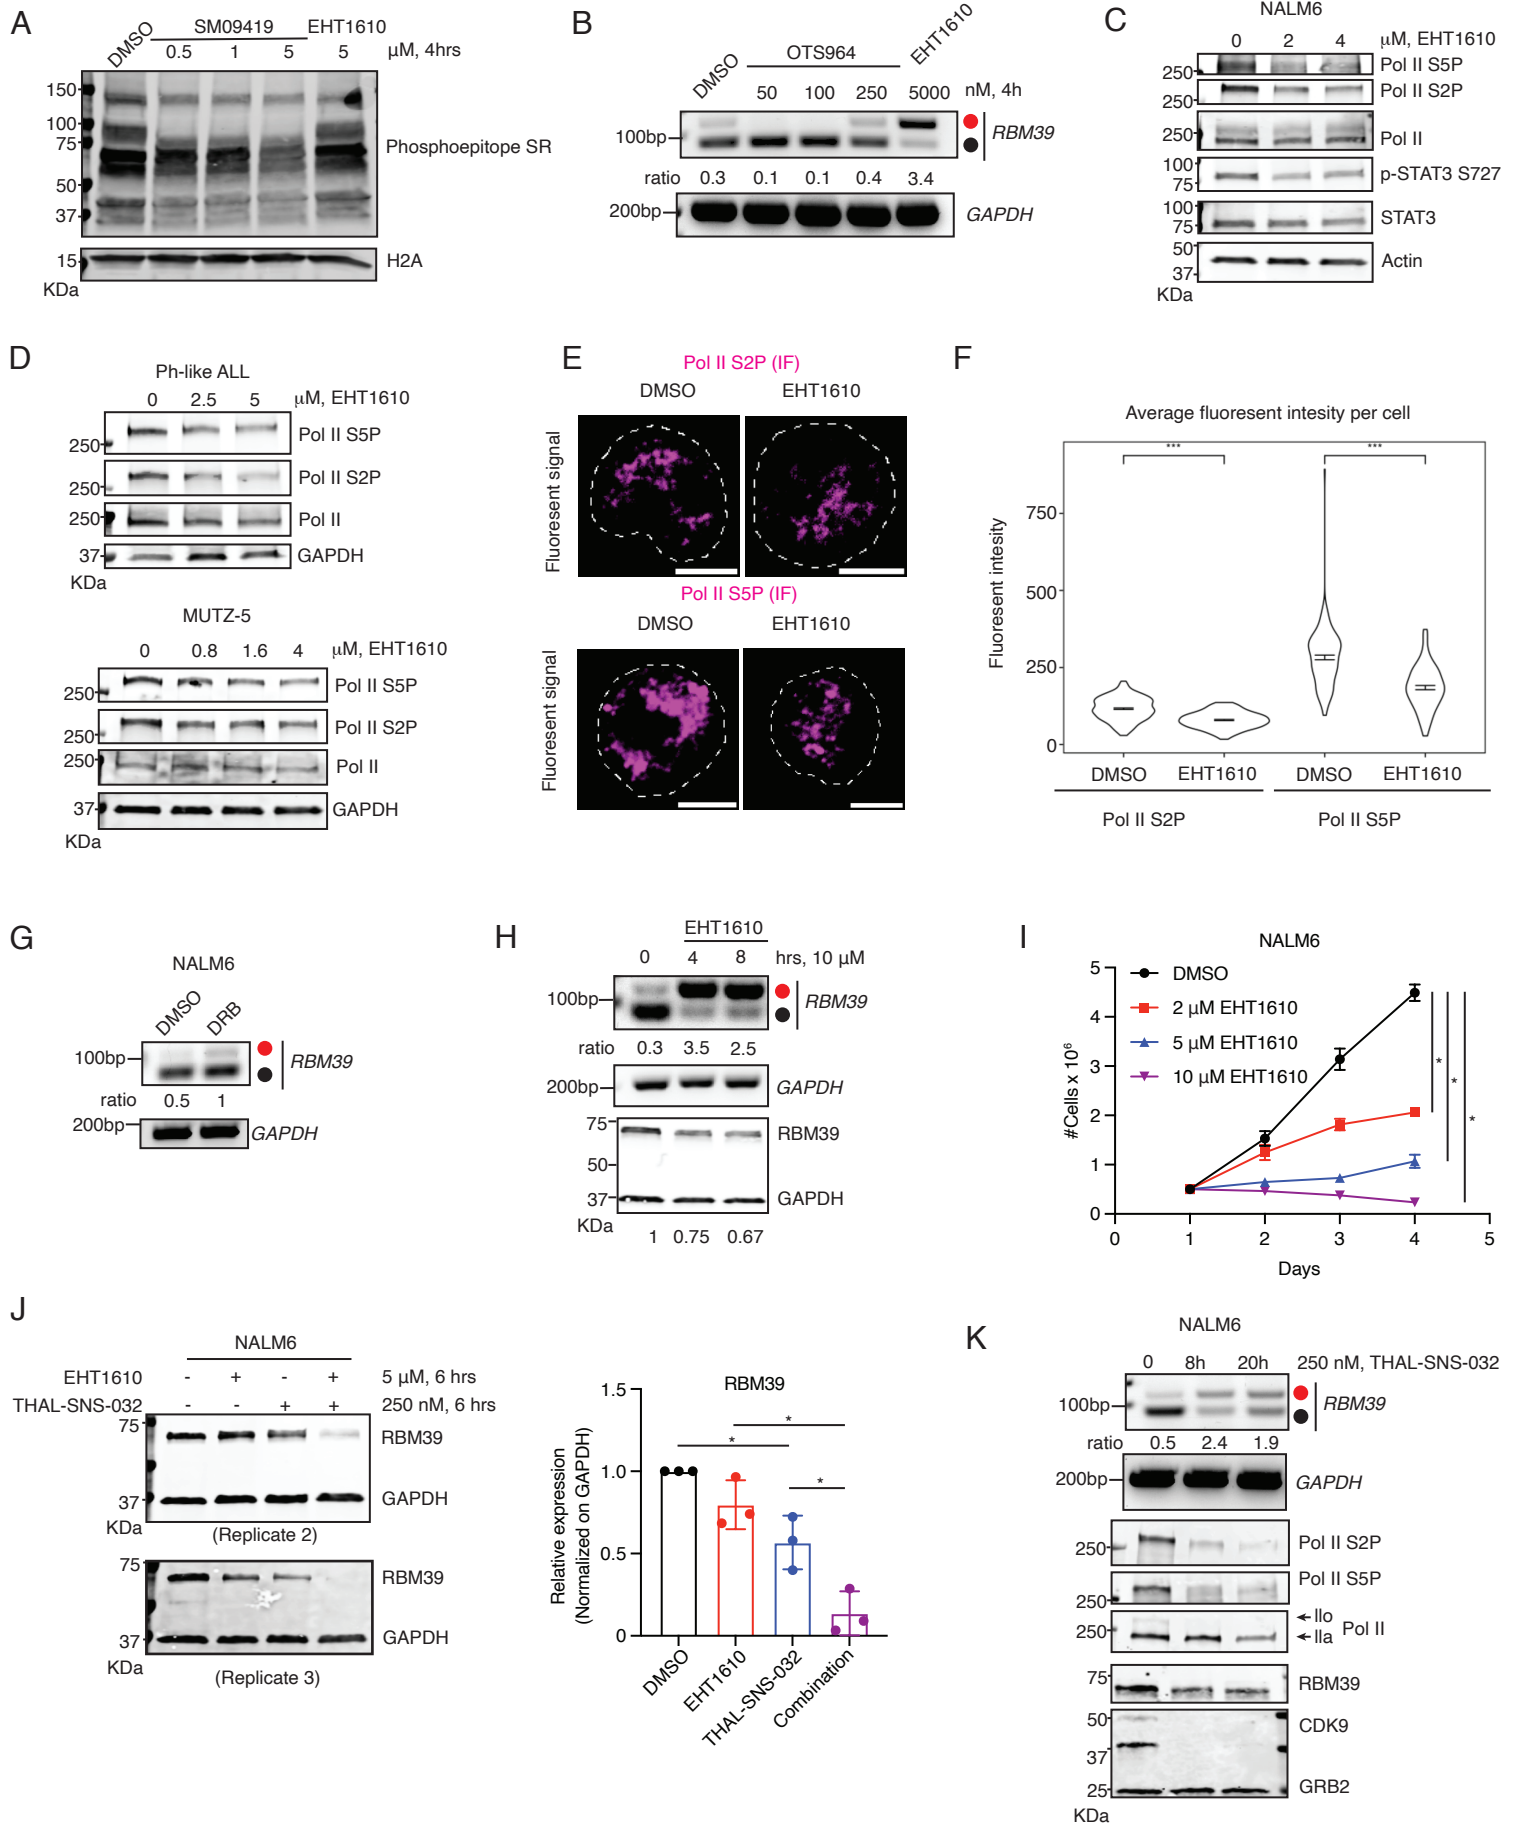 A
DMSO
SM09419
EHT1610
0.5 1 5 5 μM, 4hrs
150
100
75
50
37
Phosphoepitope SR
15
H2A
KDa
B
DMSO
OTS964
EHT1610
50 100 250 5000 nM, 4h
100bp
RBM39
ratio 0.3 0.1 0.1 0.4 3.4
200bp
GAPDH
C
NALM6
0 2 4 μM, EHT1610
250 Pol II S5P
250 Pol II S2P
250 Pol II
100
75
p-STAT3 S727
100
75
STAT3
50
37
Actin
KDa
D
Ph-like ALL
0 2.5 5 μM, EHT1610
250 Pol II S5P
250 Pol II S2P
250 Pol II
37 GAPDH
KDa
MUTZ-5
0 0.8 1.6 4 μM, EHT1610
250 Pol II S5P
250 Pol II S2P
250 Pol II
37 GAPDH
KDa
E
Pol II S2P (IF)
DMSO EHT1610
Fluorescent signal
Pol II S5P (IF)
DMSO EHT1610
Fluorescent signal
F
Average fluoresent intesity per cell
*** ***
Fluoresent intesity
750
500
250
0
DMSO EHT1610 DMSO EHT1610
Pol II S2P Pol II S5P
G
NALM6
DMSO DRB
100bp
RBM39
ratio 0.5 1
200bp
GAPDH
H
EHT1610
0 4 8 hrs, 10 μM
100bp
RBM39
ratio 0.3 3.5 2.5
200bp
GAPDH
75
RBM39
50
37
GAPDH
KDa
1 0.75 0.67
I
NALM6
DMSO
2 μM EHT1610
5 μM EHT1610
10 μM EHT1610
#Cells x 10⁶
5
4
3
2
1
0
* * *
0 1 2 3 4 5
Days
J
NALM6
EHT1610 - + - + 5 μM, 6 hrs
THAL-SNS-032 - - + + 250 nM, 6 hrs
75
RBM39
37
GAPDH
KDa
(Replicate 2)
75
RBM39
37
GAPDH
KDa
(Replicate 3)
RBM39
Relative expression
(Normalized on GAPDH)
1.5
1.0
0.5
0
* * *
DMSO
EHT1610
THAL-SNS-032
Combination
K
NALM6
0 8h 20h 250 nM, THAL-SNS-032
100bp
RBM39
ratio 0.5 2.4 1.9
200bp
GAPDH
250 Pol II S2P
250 Pol II S5P
250
IIo
IIa
Pol II
75
RBM39
50
CDK9
37
25
GRB2
KDa